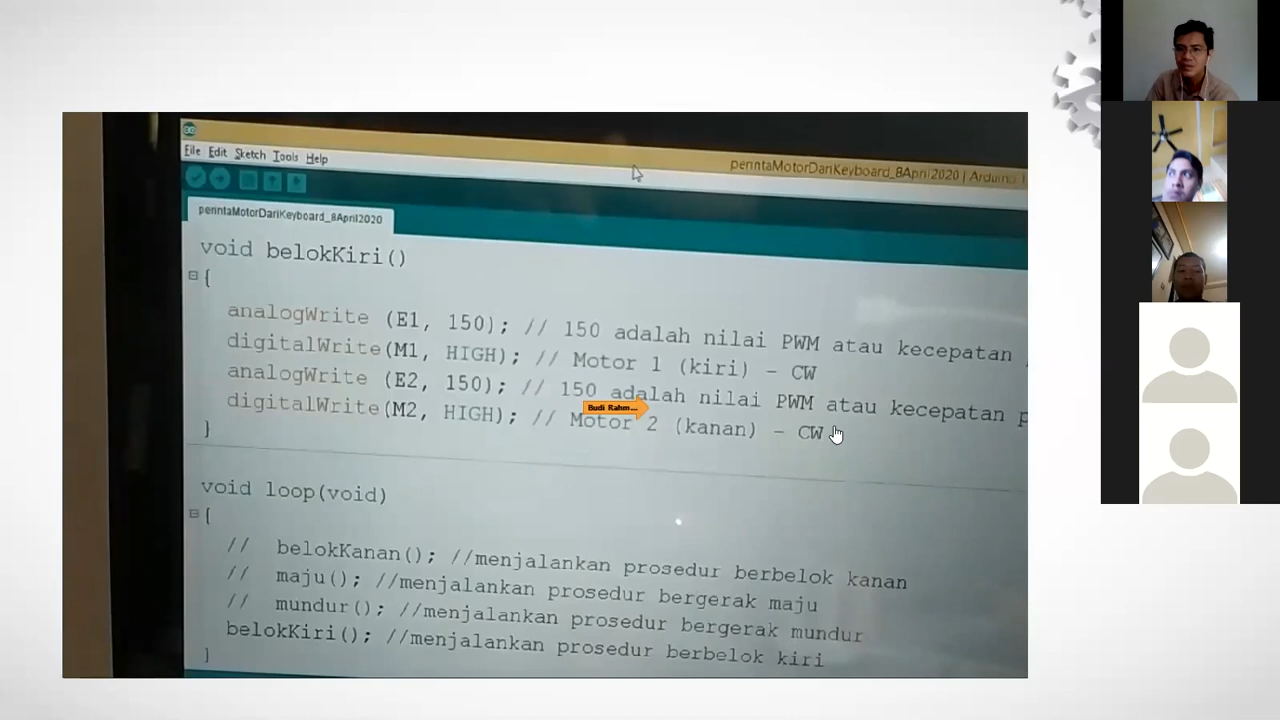 perintaMotorDariKeyboard_8April2020 | Arduino 1
File Edit Sketch Tools Help
perintaMotorDariKeyboard_8April2020
void belokKiri()
{
analogWrite (E1, 150); // 150 adalah nilai PWM atau kecepatan
digitalWrite(M1, HIGH); // Motor 1 (kiri) - CW
analogWrite (E2, 150); // 150 adalah nilai PWM atau kecepatan p
digitalWrite(M2, HIGH); // Motor 2 (kanan) - CW
}
Budi Rahm...
void loop(void)
{
// belokKanan(); //menjalankan prosedur berbelok kanan
// maju(); //menjalankan prosedur bergerak maju
// mundur(); //menjalankan prosedur bergerak mundur
belokKiri(); //menjalankan prosedur berbelok kiri
}